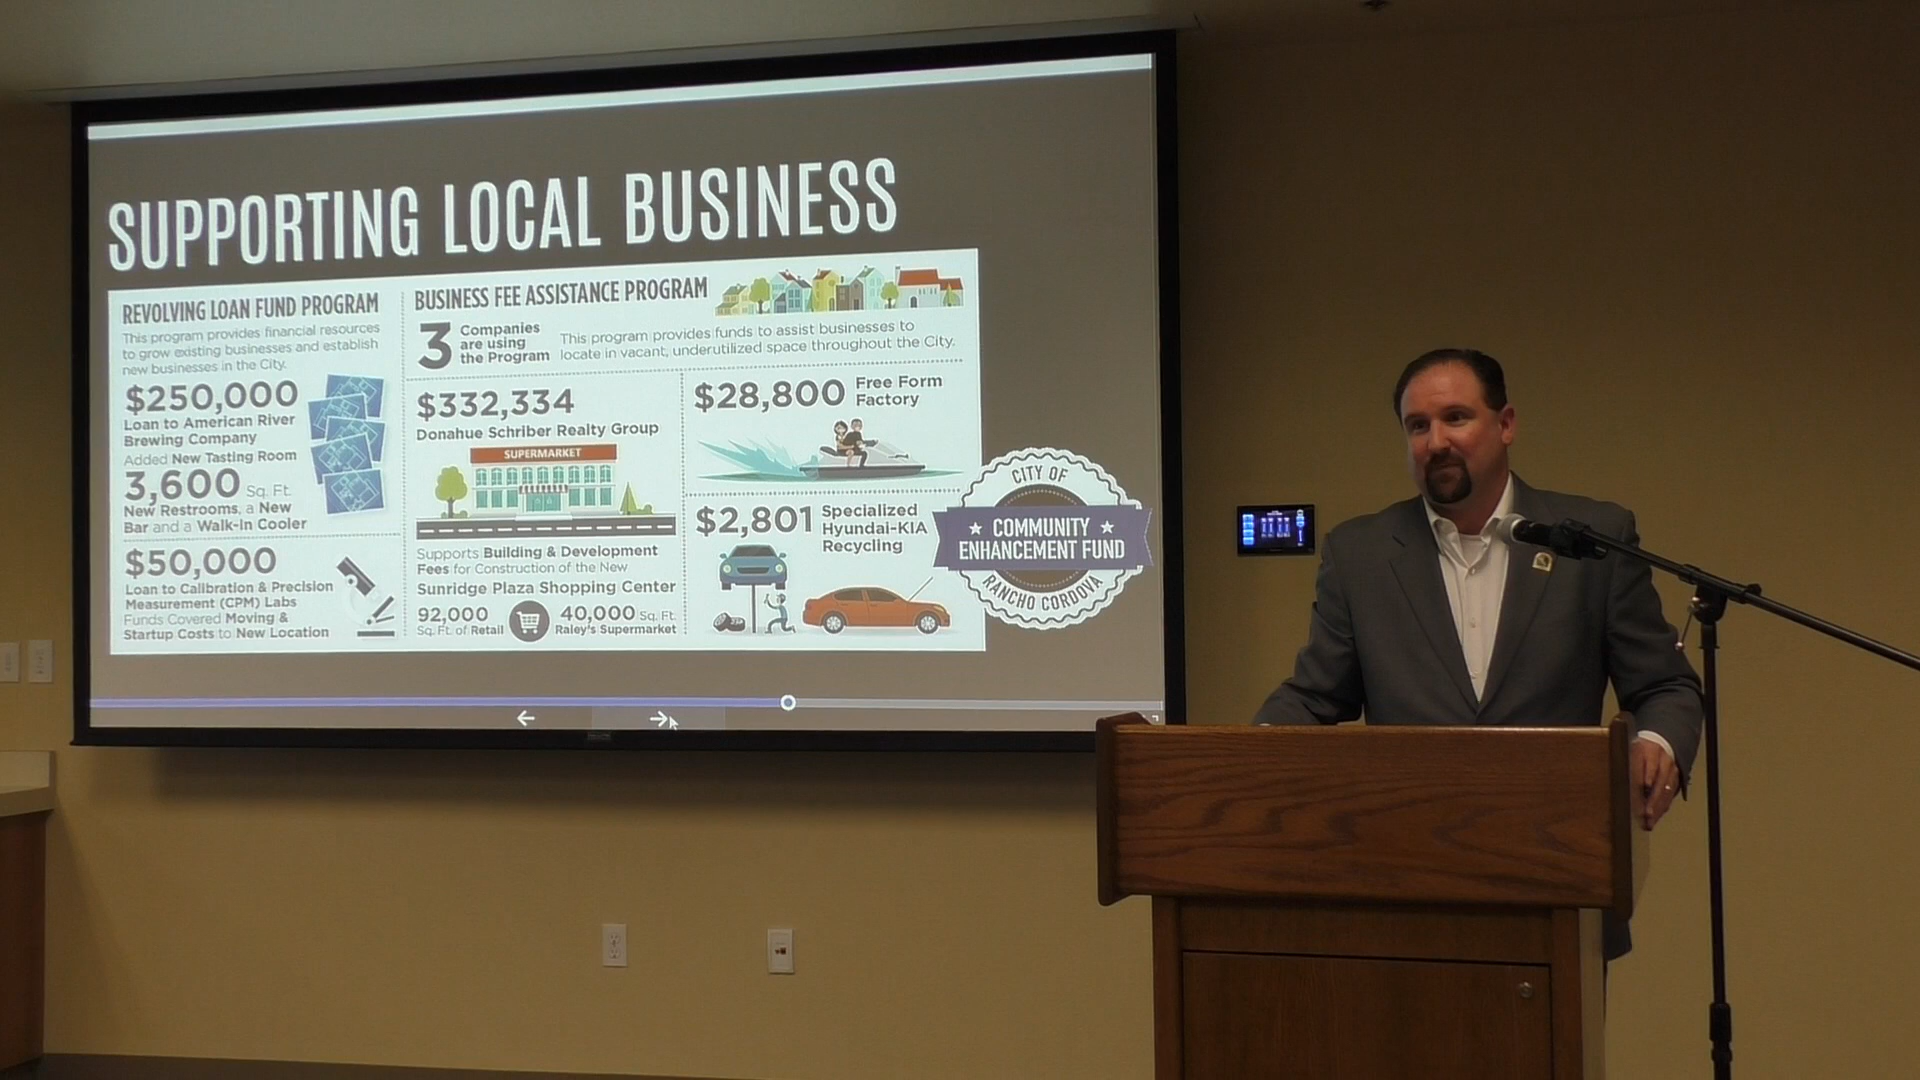 SUPPORTING LOCAL BUSINESS
REVOLVING LOAN FUND PROGRAM
This program provides financial resources
to grow existing businesses and establish
new businesses in the City.
$250,000
Loan to American River
Brewing Company
Added New Tasting Room
3,600 Sq. Ft.
New Restrooms, a New
Bar and a Walk-In Cooler
$50,000
Loan to Calibration & Precision
Measurement (CPM) Labs
Funds Covered Moving &
Startup Costs to New Location
BUSINESS FEE ASSISTANCE PROGRAM
3 Companies
are using
the Program
This program provides funds to assist businesses to
locate in vacant, underutilized space throughout the City.
$332,334
Donahue Schriber Realty Group
SUPERMARKET
Supports Building & Development
Fees for Construction of the New
Sunridge Plaza Shopping Center
92,000
Sq. Ft. of Retail
40,000 Sq. Ft.
Raley's Supermarket
$28,800 Free Form
Factory
$2,801 Specialized
Hyundai-KIA
Recycling
CITY OF
COMMUNITY
ENHANCEMENT FUND
RANCHO CORDOVA